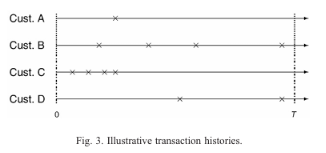 Cust. A
Cust. B
Cust. C
Cust. D
0 T
Fig. 3. Illustrative transaction histories.